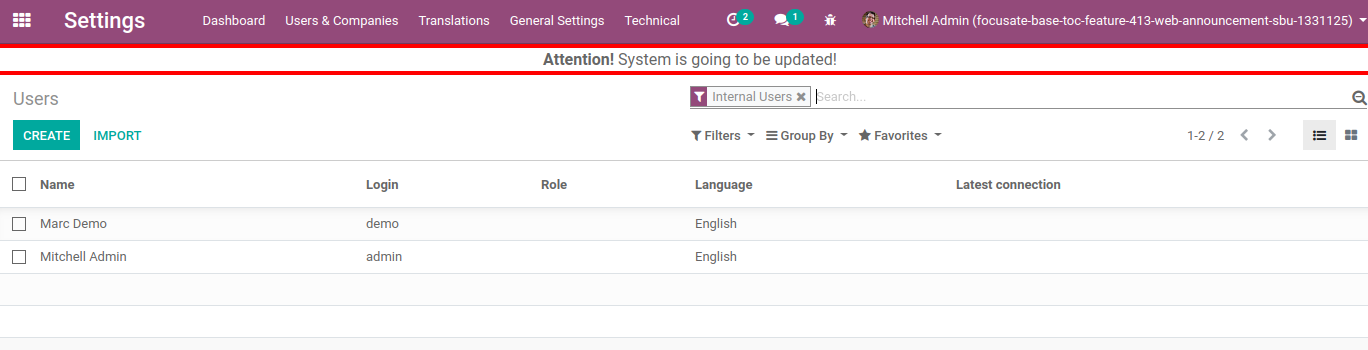 Settings Dashboard Users & Companies Translations General Settings Technical 2 1 Mitchell Admin (focusate-base-toc-feature-413-web-announcement-sbu-1331125)
Attention! System is going to be updated!
Users Internal Users Search...
CREATE IMPORT Filters Group By Favorites 1-2 / 2
Name Login Role Language Latest connection
Marc Demo demo English
Mitchell Admin admin English